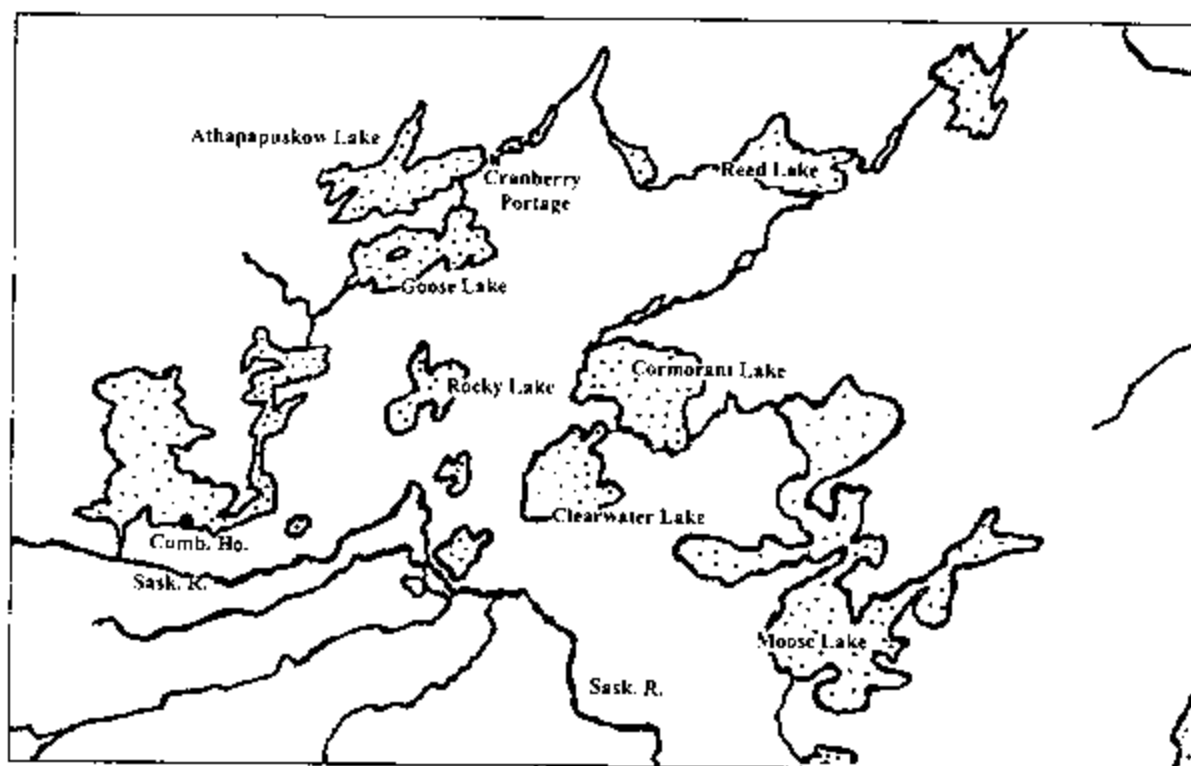 Athapapuskow Lake
Cranberry
Portage
Reed Lake
Goose Lake
Rocky Lake
Cormorant Lake
Clearwater Lake
Cumb. Ho.
Sask. R.
Moose Lake
Sask. R.